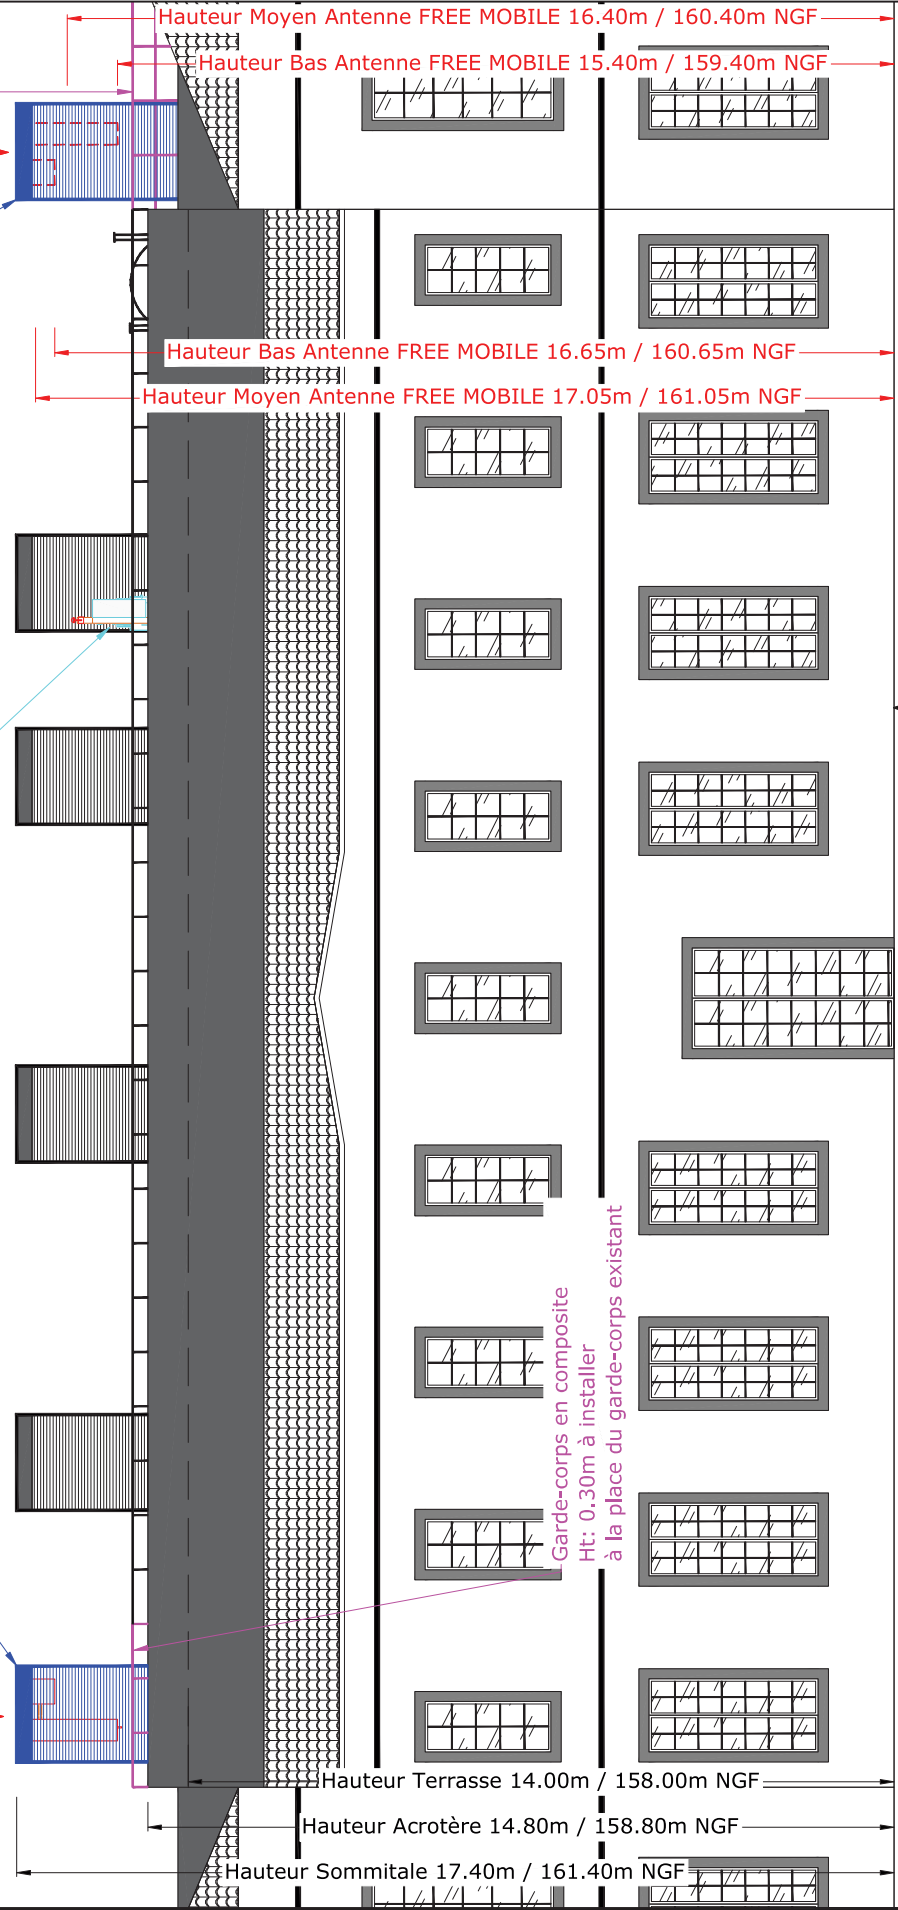 Hauteur Moyen Antenne FREE MOBILE 16.40m / 160.40m NGF
Hauteur Bas Antenne FREE MOBILE 15.40m / 159.40m NGF
Hauteur Bas Antenne FREE MOBILE 16.65m / 160.65m NGF
Hauteur Moyen Antenne FREE MOBILE 17.05m / 161.05m NGF
Garde-corps en composite
Ht: 0.30m à installer
à la place du garde-corps existant
Hauteur Terrasse 14.00m / 158.00m NGF
Hauteur Acrotère 14.80m / 158.80m NGF
Hauteur Sommitale 17.40m / 161.40m NGF